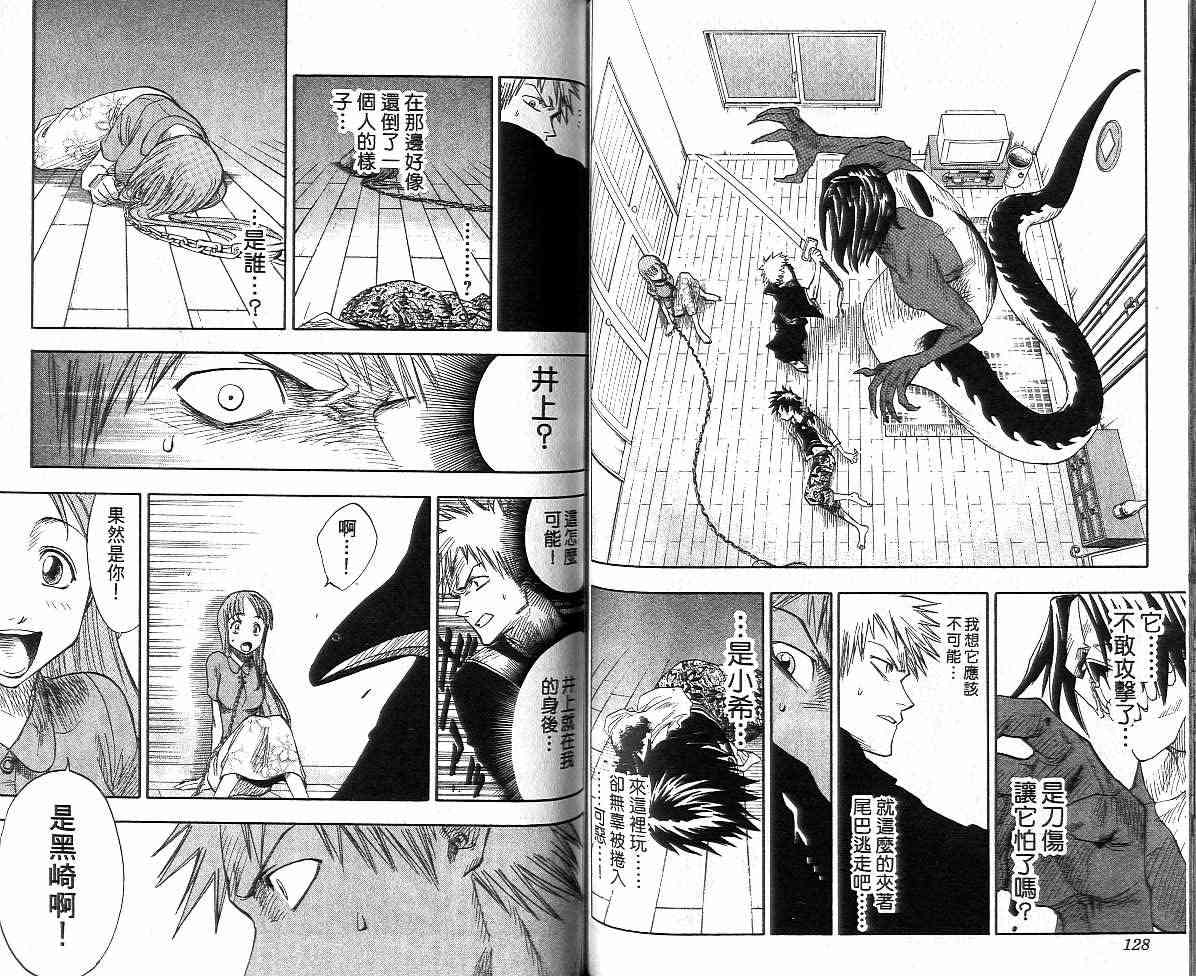 它………
不敢攻擊了…
是刀傷
讓它怕了嗎？
我想它應該
不可能…
就這麼的夾著
尾巴逃走吧……
…是小希…
來這裡玩…
卻無辜被捲入
……可惡……！
128
在那邊好像
還倒了一
個人的樣
子…
………？
…是誰…？
井上？
這怎麼
可能！
井上就在我
的身後…
啊……！
果然是你！
是黑崎啊！